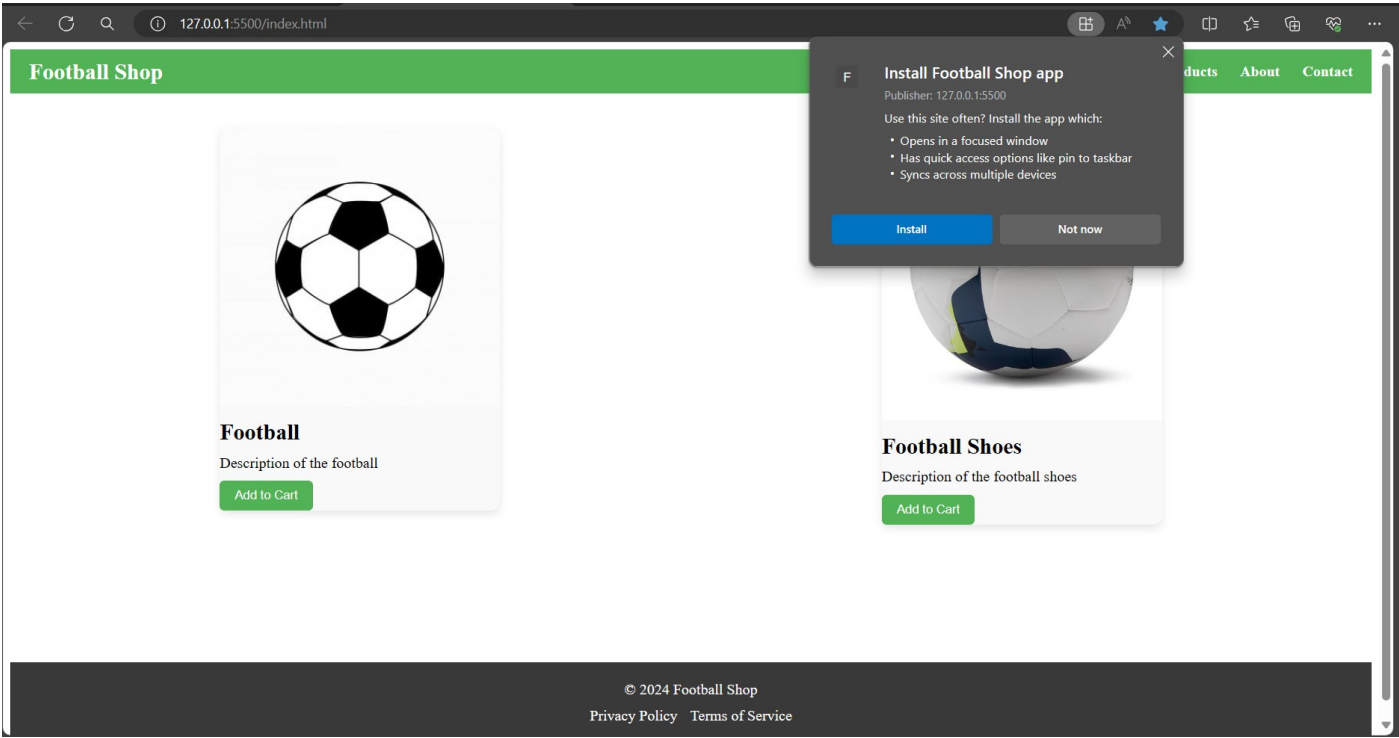 127.0.0.1:5500/index.html
Football Shop
ducts About Contact
F
Install Football Shop app
Publisher: 127.0.0.1:5500
Use this site often? Install the app which:
• Opens in a focused window
• Has quick access options like pin to taskbar
• Syncs across multiple devices
Install Not now
Football
Description of the football
Add to Cart
Football Shoes
Description of the football shoes
Add to Cart
© 2024 Football Shop
Privacy Policy Terms of Service